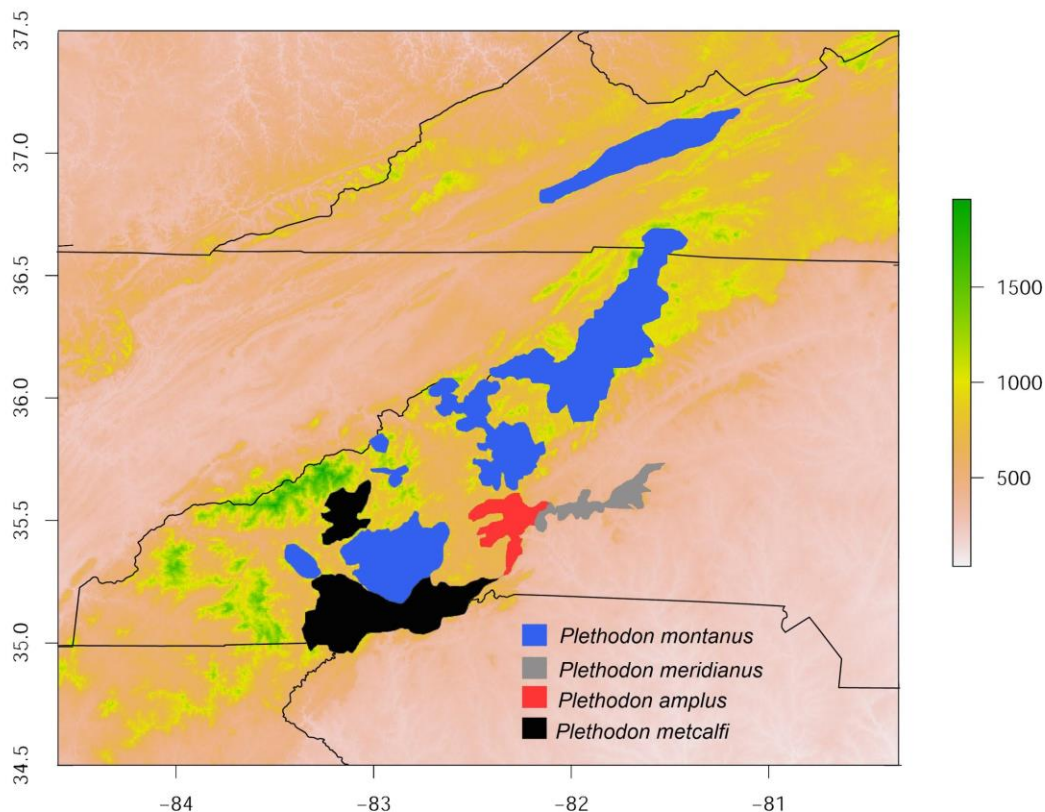 37.5
37.0
36.5
36.0
35.5
35.0
34.5
1500
1000
500
Plethodon montanus
Plethodon meridianus
Plethodon amplus
Plethodon metcalfi
−84 −83 −82 −81